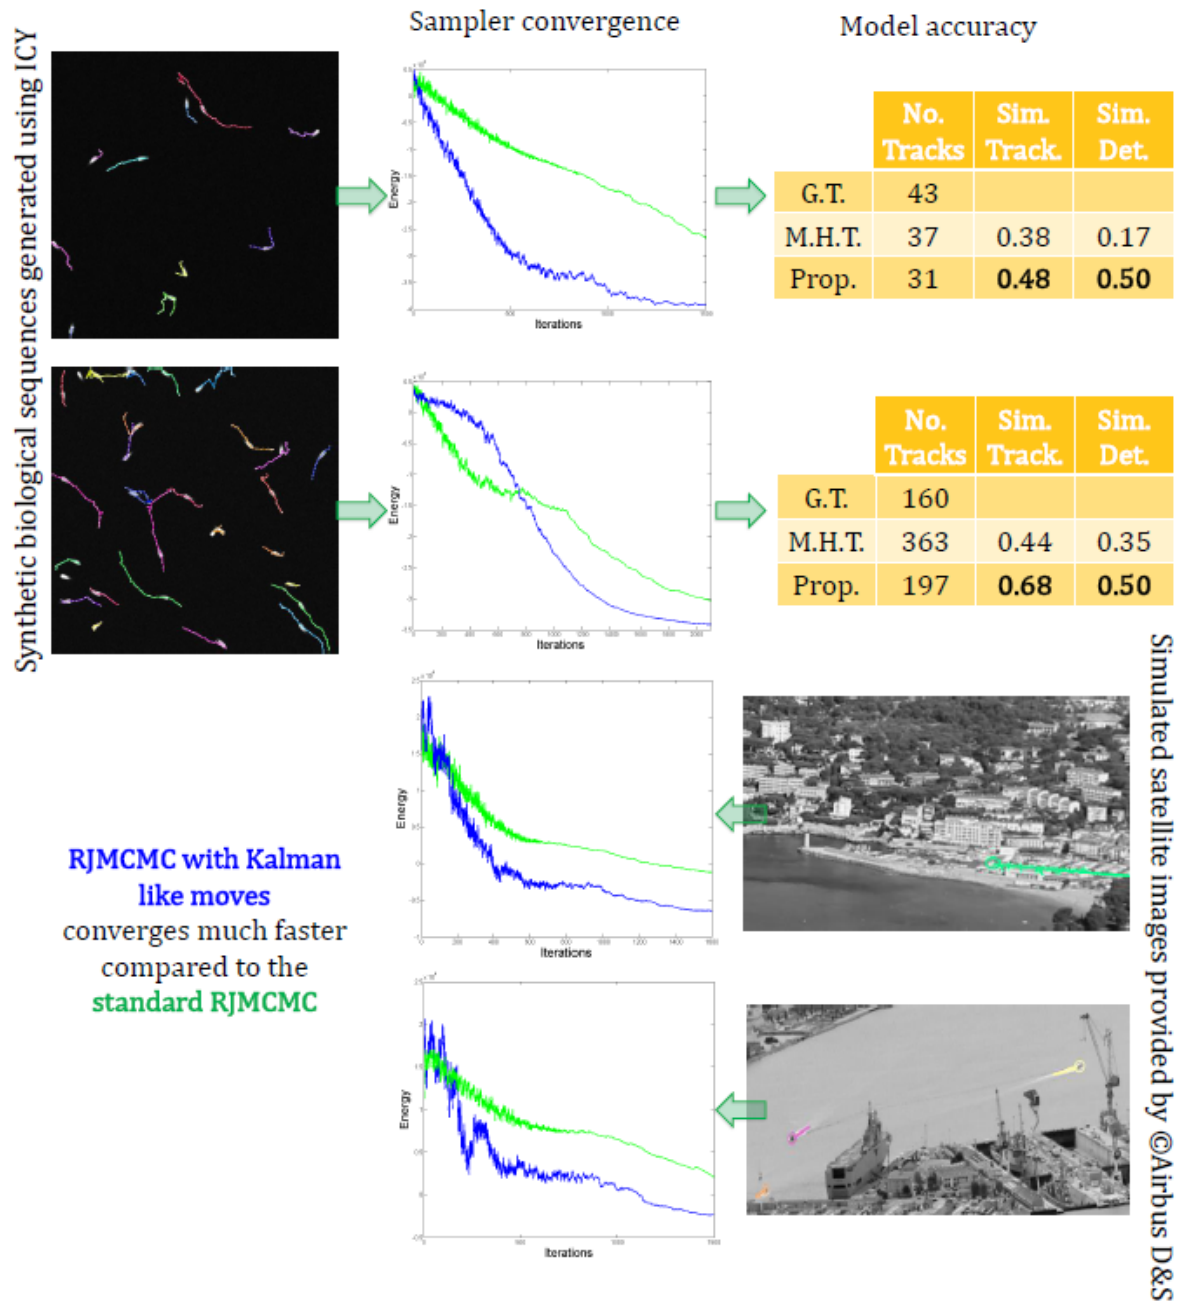 Sampler convergence
Model accuracy
Synthetic biological sequences generated using ICY
Energy
Iterations
No. Tracks Sim. Track. Sim. Det.
G.T. 43
M.H.T. 37 0.38 0.17
Prop. 31 0.48 0.50
Energy
Iterations
No. Tracks Sim. Track. Sim. Det.
G.T. 160
M.H.T. 363 0.44 0.35
Prop. 197 0.68 0.50
Energy
Iterations
RJMCMC with Kalman
like moves
converges much faster
compared to the
standard RJMCMC
Energy
Iterations
Simulated satellite images provided by ©Airbus D&S